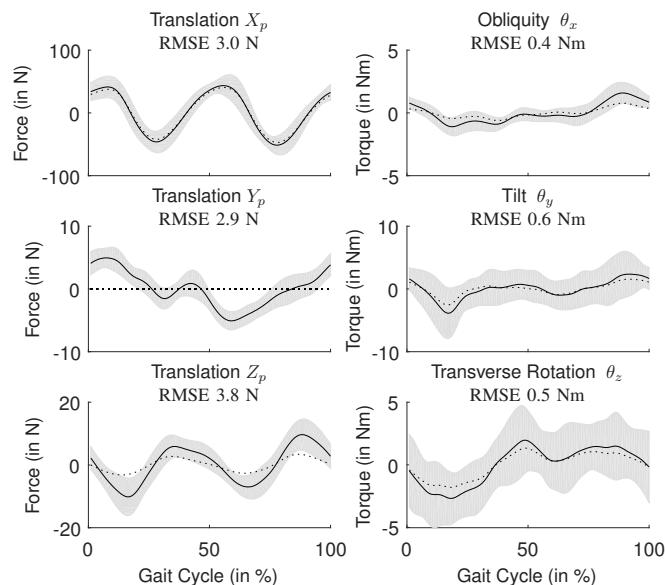 Translation Xp
RMSE 3.0 N
Force (in N)
100
0
-100
Obliquity θx
RMSE 0.4 Nm
Torque (in Nm)
5
0
-5
Translation Yp
RMSE 2.9 N
Force (in N)
10
0
-10
Tilt θy
RMSE 0.6 Nm
Torque (in Nm)
10
0
-10
Translation Zp
RMSE 3.8 N
Force (in N)
20
0
-20
0 50 100
Gait Cycle (in %)
Transverse Rotation θz
RMSE 0.5 Nm
Torque (in Nm)
5
0
-5
0 50 100
Gait Cycle (in %)